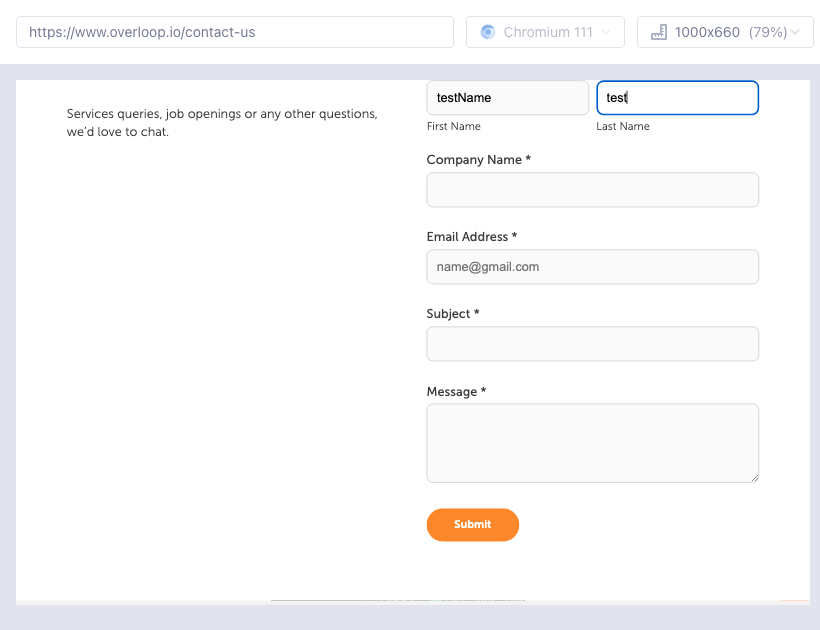 https://www.overloop.io/contact-us
Chromium 111
1000x660 (79%)
Services queries, job openings or any other questions,
we’d love to chat.
testName
test
First Name
Last Name
Company Name *
Email Address *
name@gmail.com
Subject *
Message *
Submit